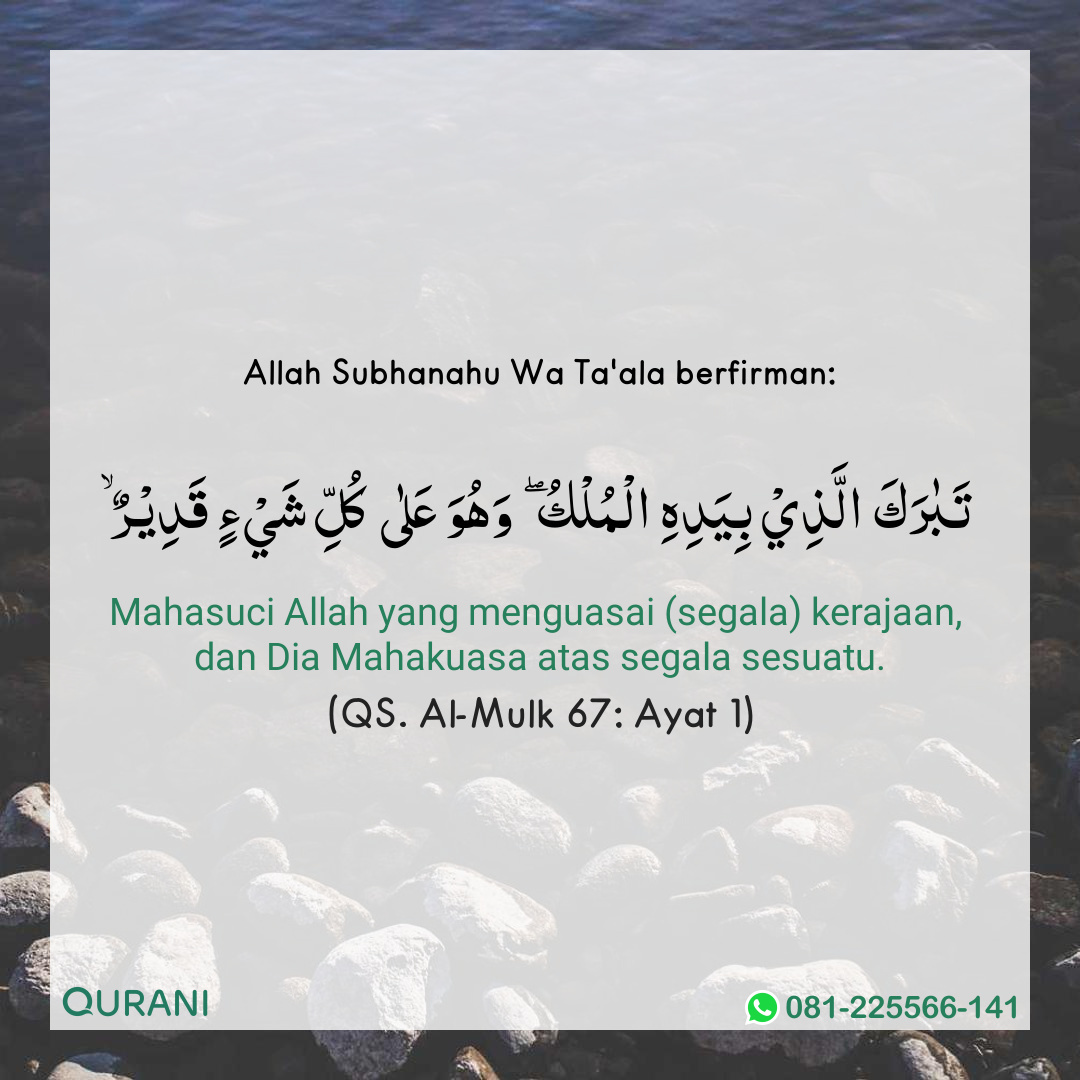 Allah Subhanahu Wa Ta'ala berfirman:
تَبٰرَكَ الَّذِيْ بِيَدِهِ الْمُلْكُۖ وَهُوَ عَلٰى كُلِّ شَيْءٍ قَدِيْرٌۙ
Mahasuci Allah yang menguasai (segala) kerajaan,
dan Dia Mahakuasa atas segala sesuatu.
(QS. Al-Mulk 67: Ayat 1)
QURANI
081-225566-141